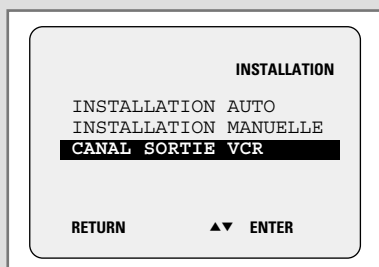 INSTALLATION
INSTALLATION AUTO
INSTALLATION MANUELLE
CANAL SORTIE VCR
RETURN ▲▼ ENTER